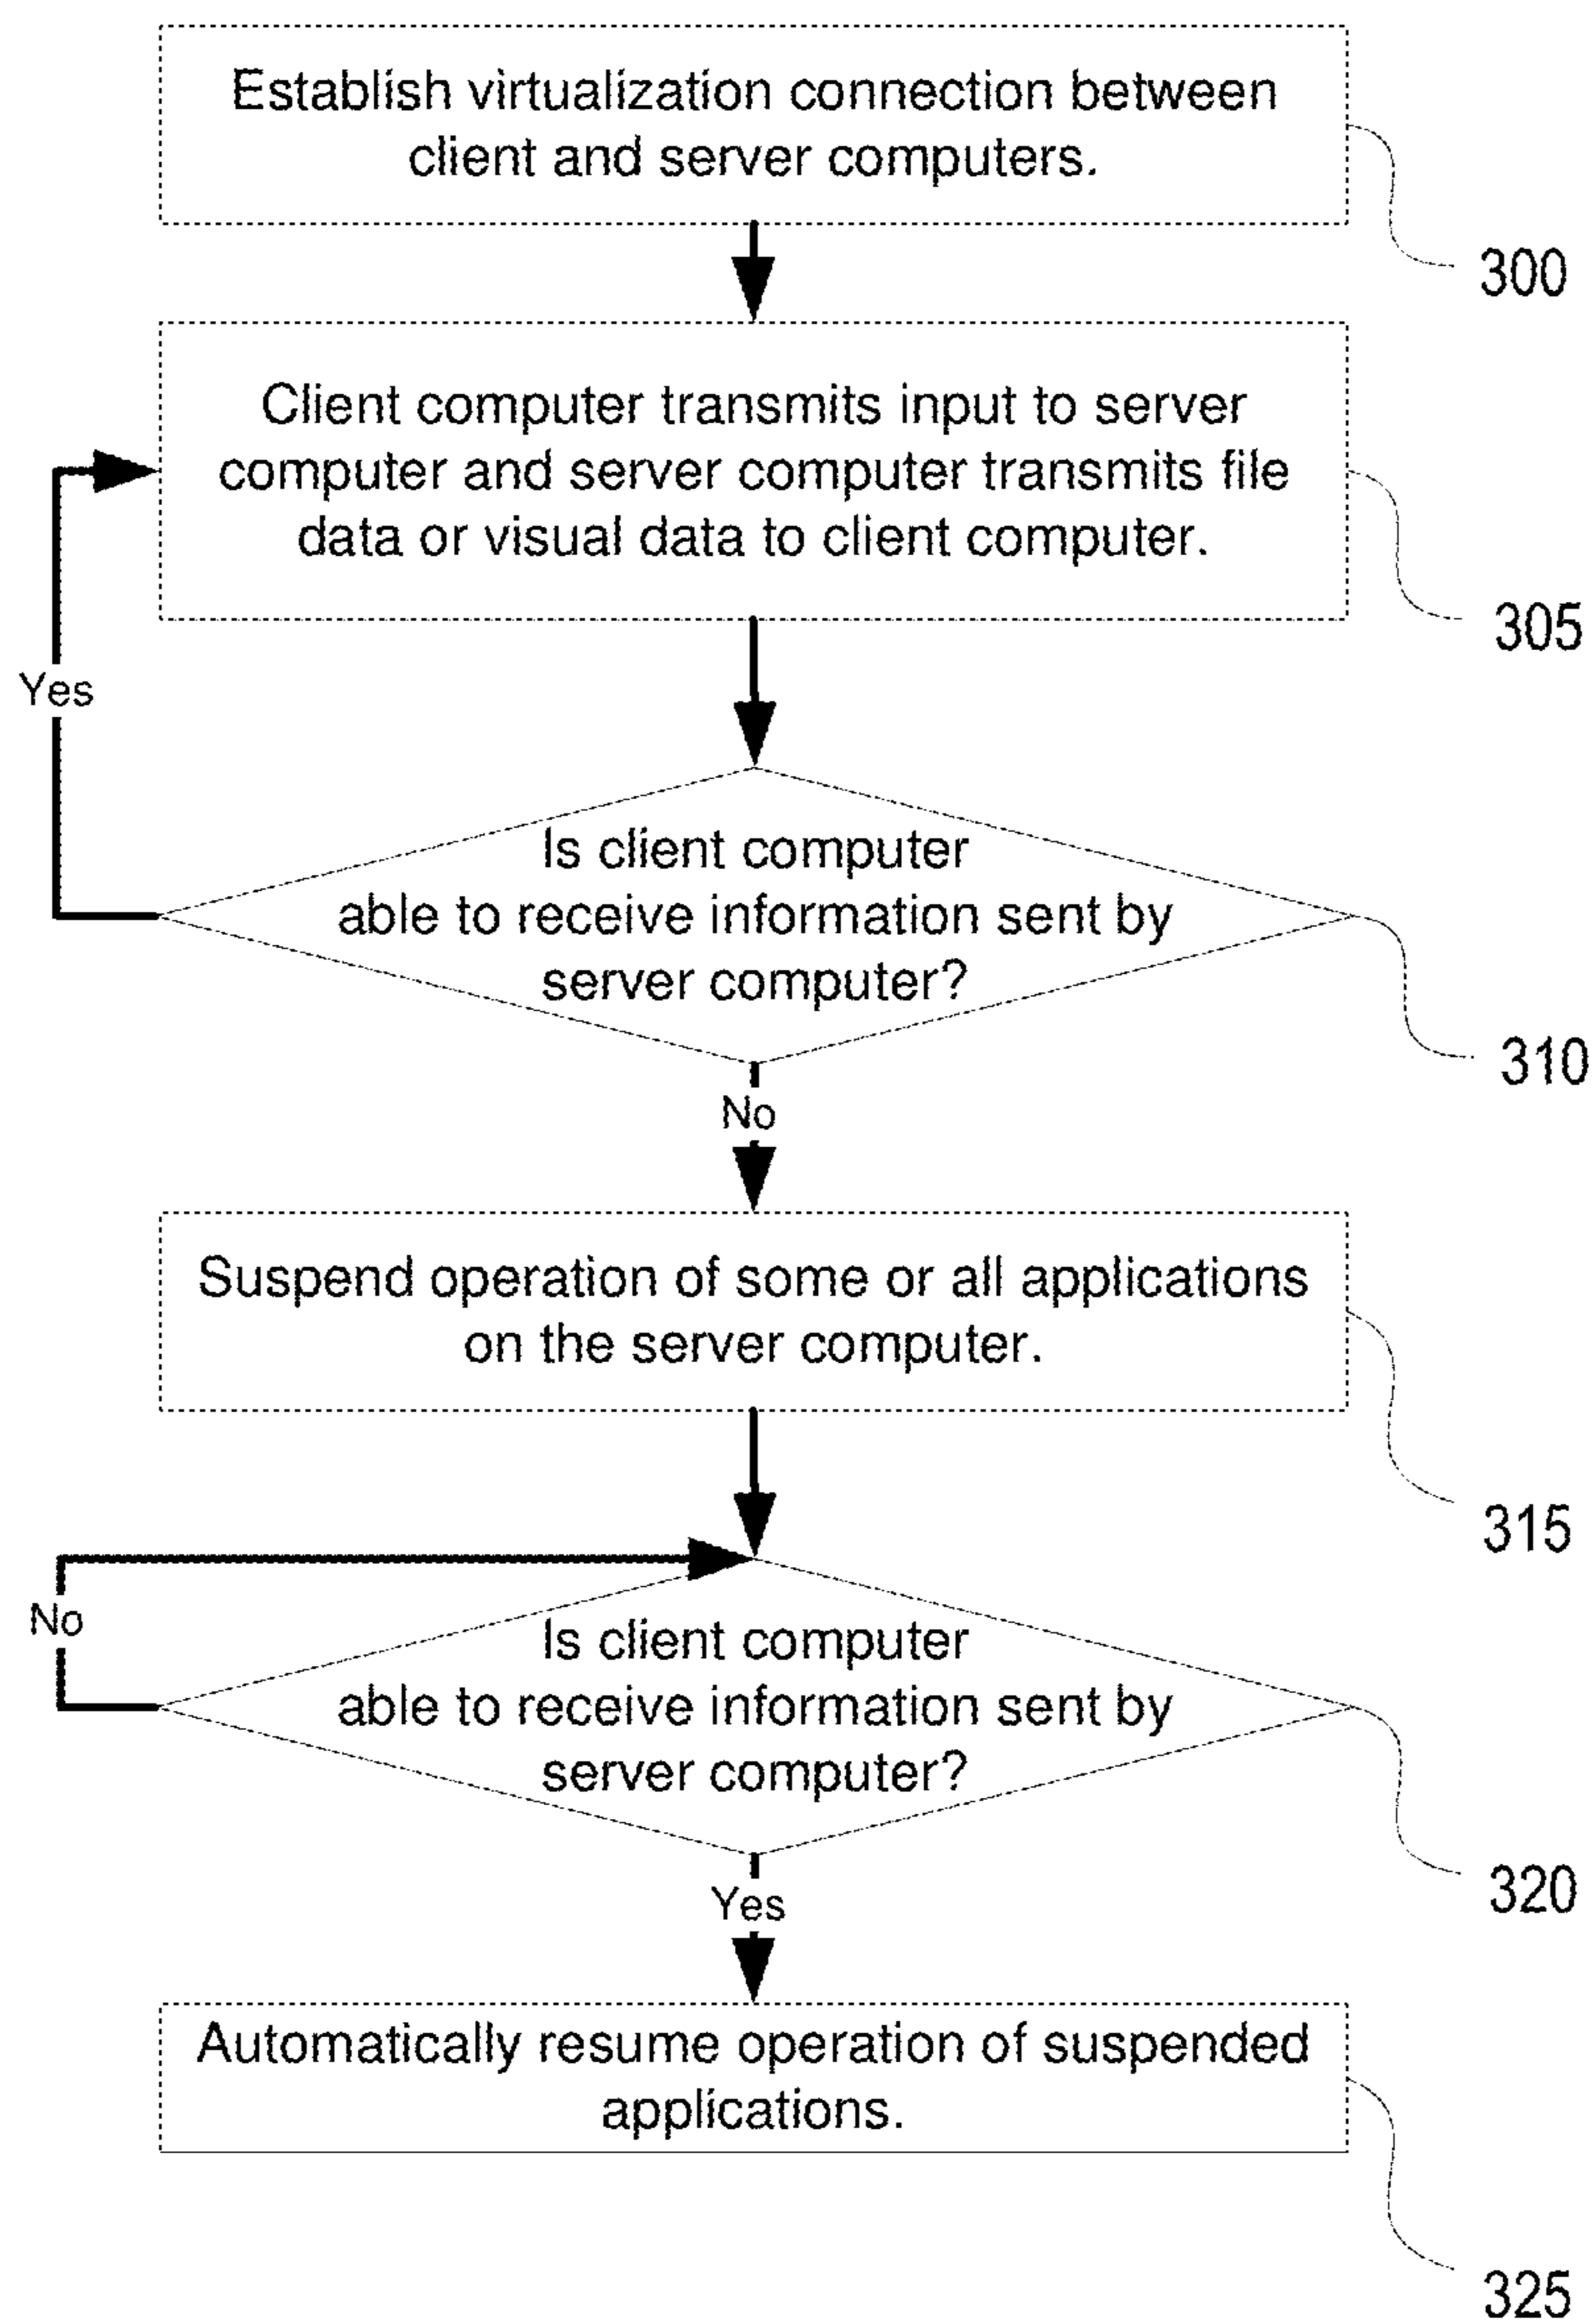 Establish virtualization connection between
client and server computers.
300
Client computer transmits input to server
computer and server computer transmits file
data or visual data to client computer.
305
Yes
Is client computer
able to receive information sent by
server computer?
310
No
Suspend operation of some or all applications
on the server computer.
315
No
Is client computer
able to receive information sent by
server computer?
320
Yes
Automatically resume operation of suspended
applications.
325